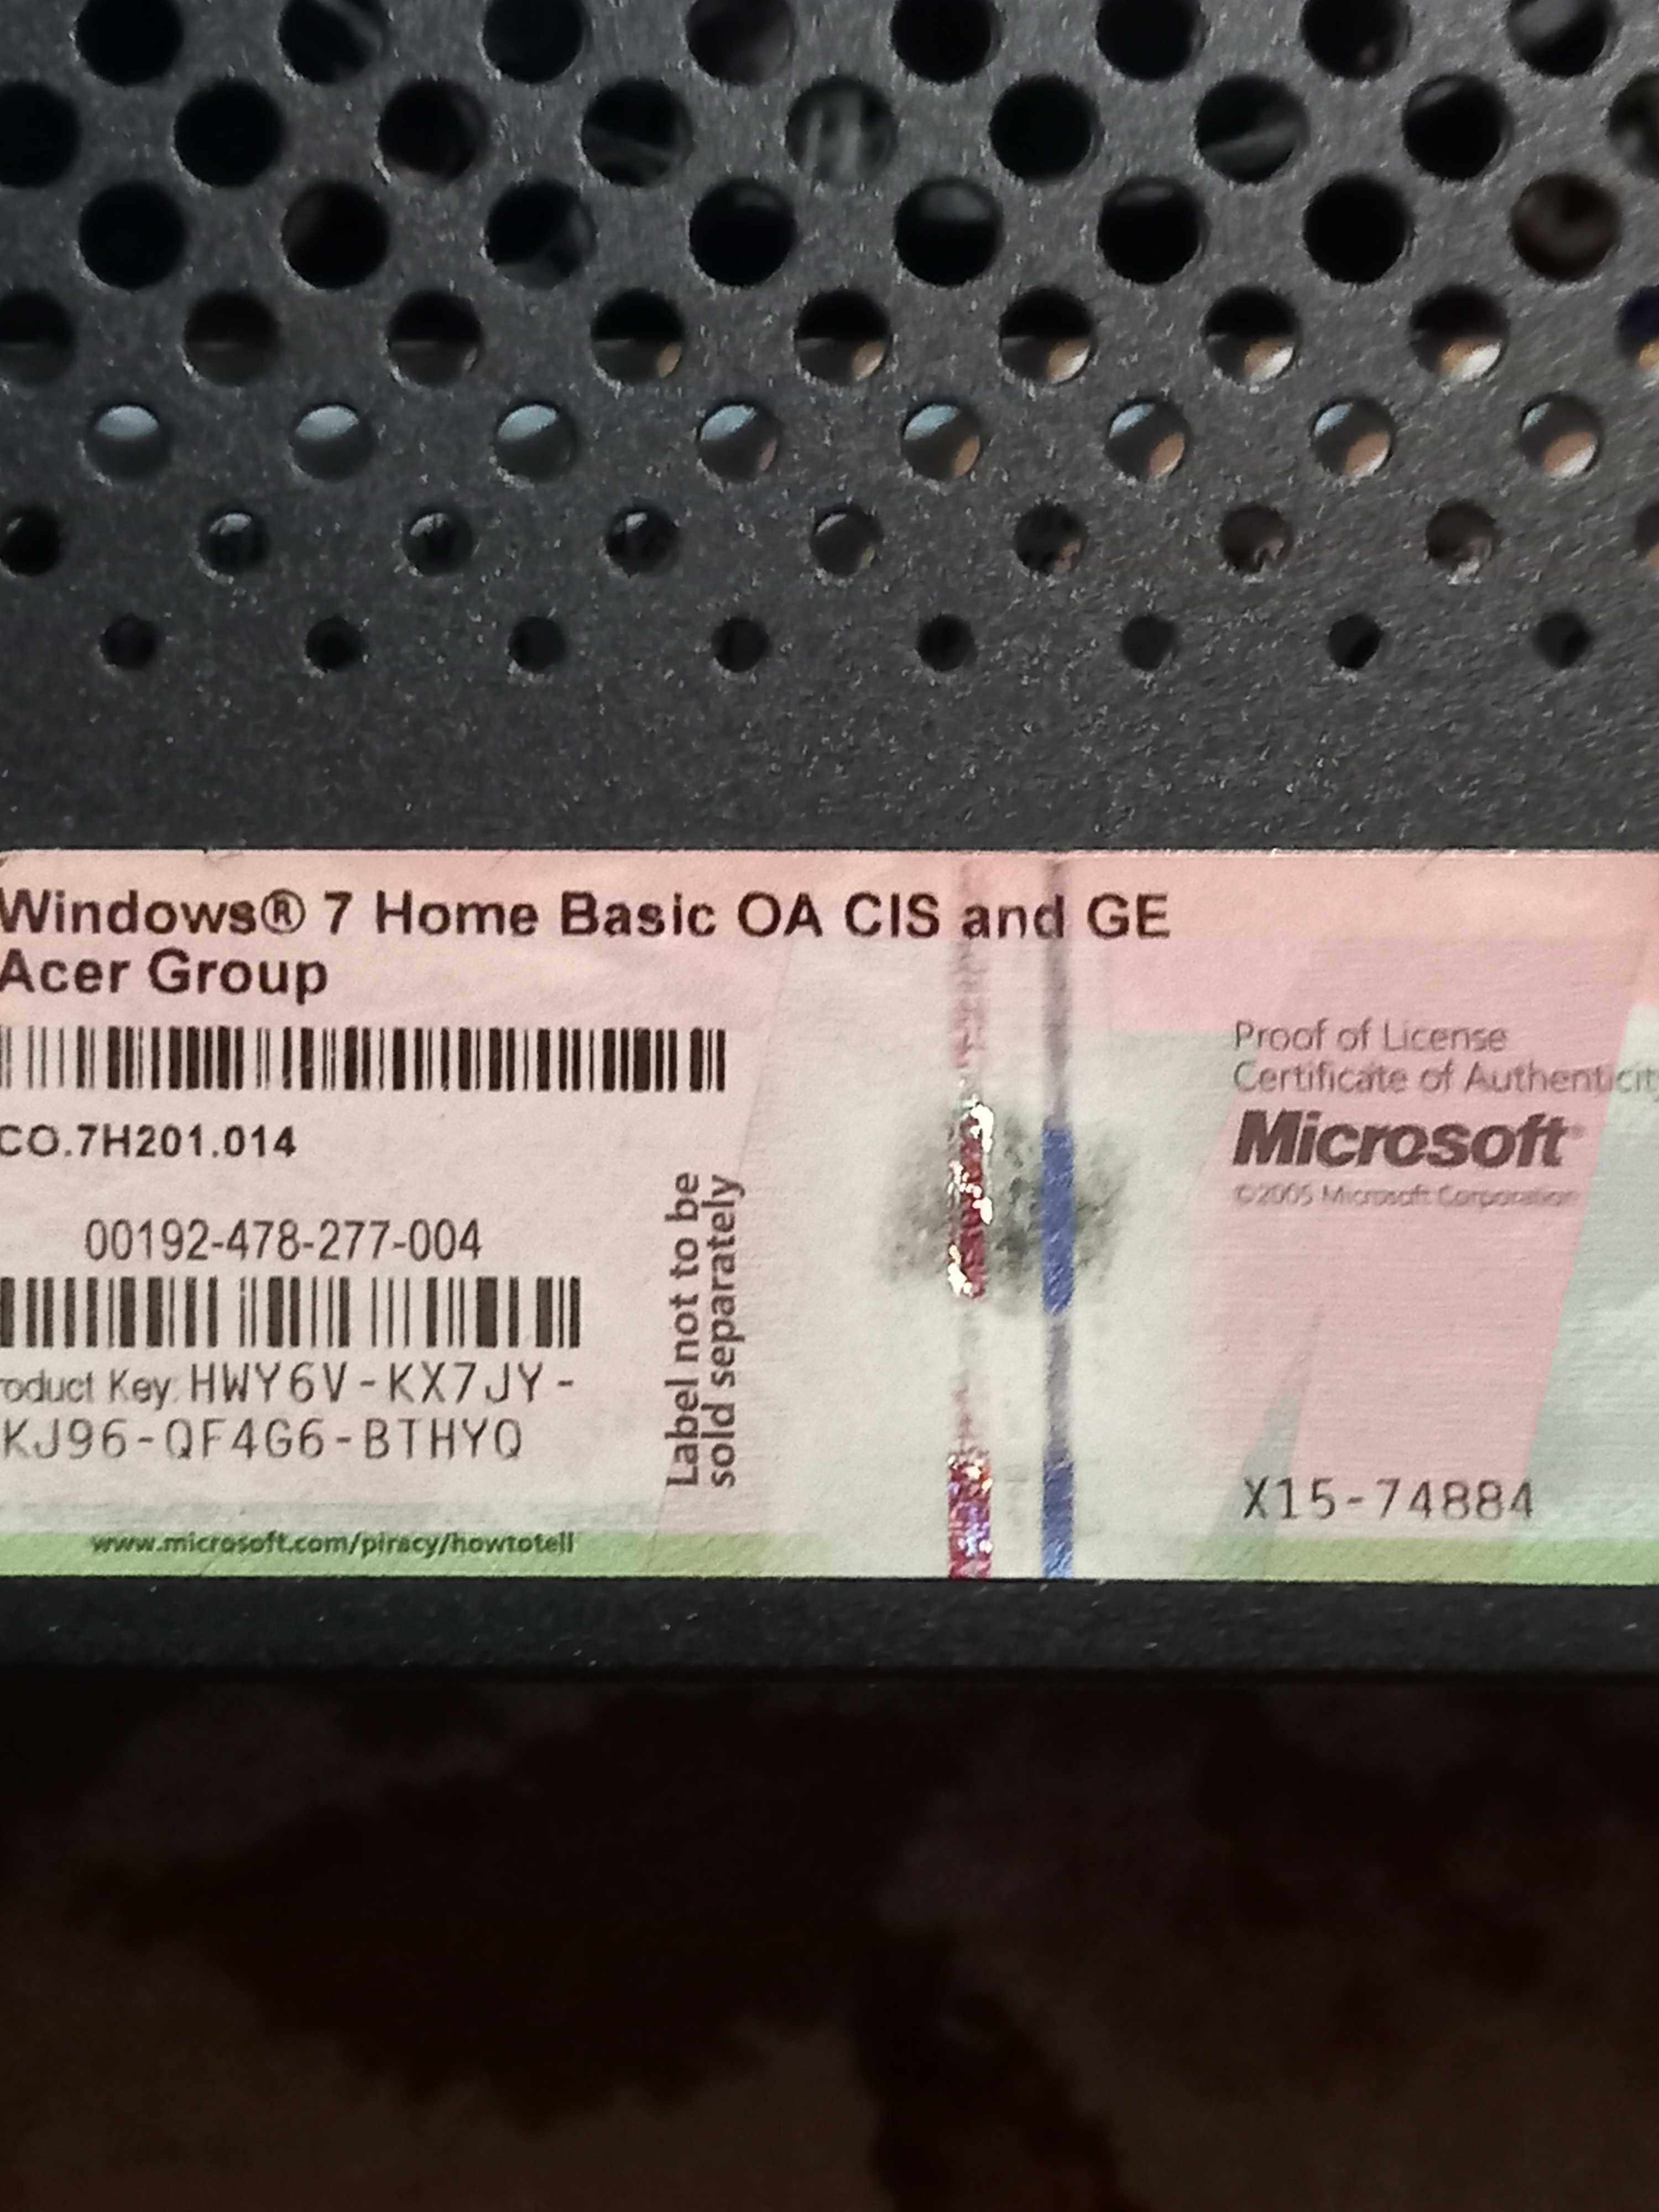 Windows® 7 Home Basic OA CIS and GE
Acer Group
CO.7H201.014
00192-478-277-004
oduct Key: HWY6V-KX7JY-
KJ96-QF4G6-BTHYQ
www.microsoft.com/piracy/howtotell
Label not to be
sold separately
Proof of License
Certificate of Authenticity
Microsoft
©2005 Microsoft Corporation
X15-74884